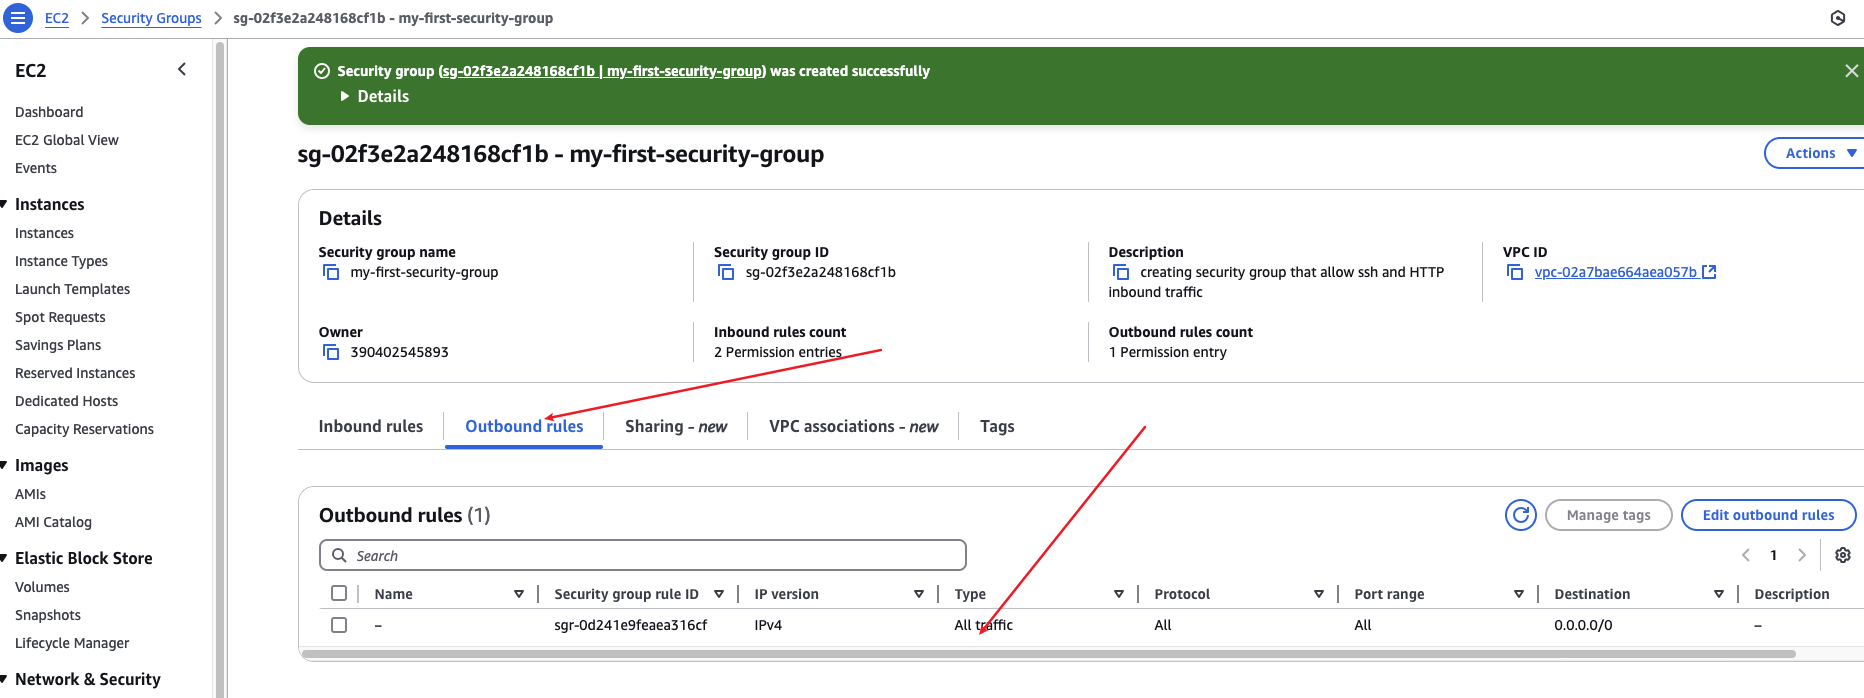 EC2 > Security Groups > sg-02f3e2a248168cf1b - my-first-security-group
EC2
Dashboard
EC2 Global View
Events
Instances
Instances
Instance Types
Launch Templates
Spot Requests
Savings Plans
Reserved Instances
Dedicated Hosts
Capacity Reservations
Images
AMIs
AMI Catalog
Elastic Block Store
Volumes
Snapshots
Lifecycle Manager
Network & Security
Security group (sg-02f3e2a248168cf1b | my-first-security-group) was created successfully
Details
sg-02f3e2a248168cf1b - my-first-security-group
Actions
Details
Security group name
my-first-security-group
Security group ID
sg-02f3e2a248168cf1b
Description
creating security group that allow ssh and HTTP
inbound traffic
VPC ID
vpc-02a7bae664aea057b
Owner
390402545893
Inbound rules count
2 Permission entries
Outbound rules count
1 Permission entry
Inbound rules
Outbound rules
Sharing - new
VPC associations - new
Tags
Outbound rules (1)
Manage tags
Edit outbound rules
Search
1
Name Security group rule ID IP version Type Protocol Port range Destination Description
– sgr-0d241e9feaea316cf IPv4 All traffic All All 0.0.0.0/0 –